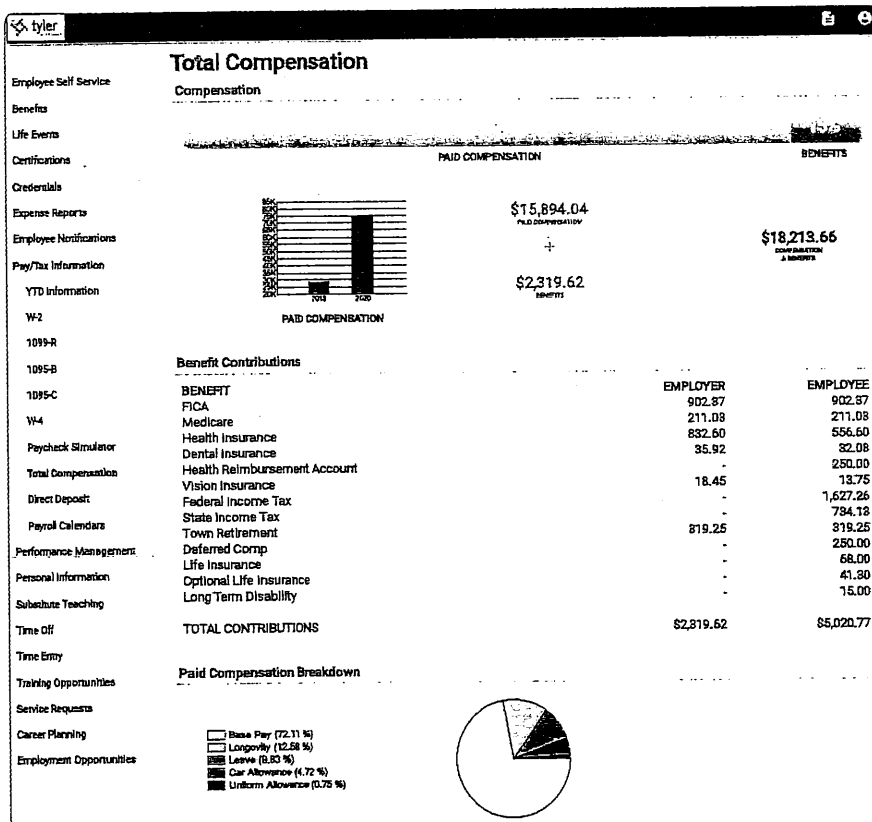 tyler
Total Compensation
Compensation
Employee Self Service
Benefits
Life Events
Certifications
Credentials
Expense Reports
Employee Notifications
Pay/Tax Information
YTD Information
W-2
1099-R
1095-B
1095-C
W-4
Paycheck Simulator
Total Compensation
Direct Deposit
Payroll Calendars
Performance Management
Personal Information
Substitute Teaching
Time Off
Time Entry
Training Opportunities
Service Requests
Career Planning
Employment Opportunities
PAID COMPENSATION
BENEFITS
2020
PAID COMPENSATION
$15,894.04
PAID COMPENSATION
+
$2,319.62
BENEFITS
$18,213.66
COMPENSATION
& BENEFITS
Benefit Contributions
BENEFIT EMPLOYER EMPLOYEE
FICA 902.37 902.37
Medicare 211.03 211.03
Health Insurance 832.60 556.60
Dental Insurance 35.92 32.08
Health Reimbursement Account - 250.00
Vision Insurance 18.45 13.75
Federal Income Tax - 1,627.26
State Income Tax - 734.13
Town Retirement 319.25 319.25
Deferred Comp - 250.00
Life Insurance - 68.00
Optional Life Insurance - 41.30
Long Term Disability - 15.00
TOTAL CONTRIBUTIONS $2,319.62 $5,020.77
Paid Compensation Breakdown
Base Pay (72.11 %)
Longevity (12.58 %)
Leave (9.83 %)
Car Allowance (4.72 %)
Uniform Allowance (0.75 %)